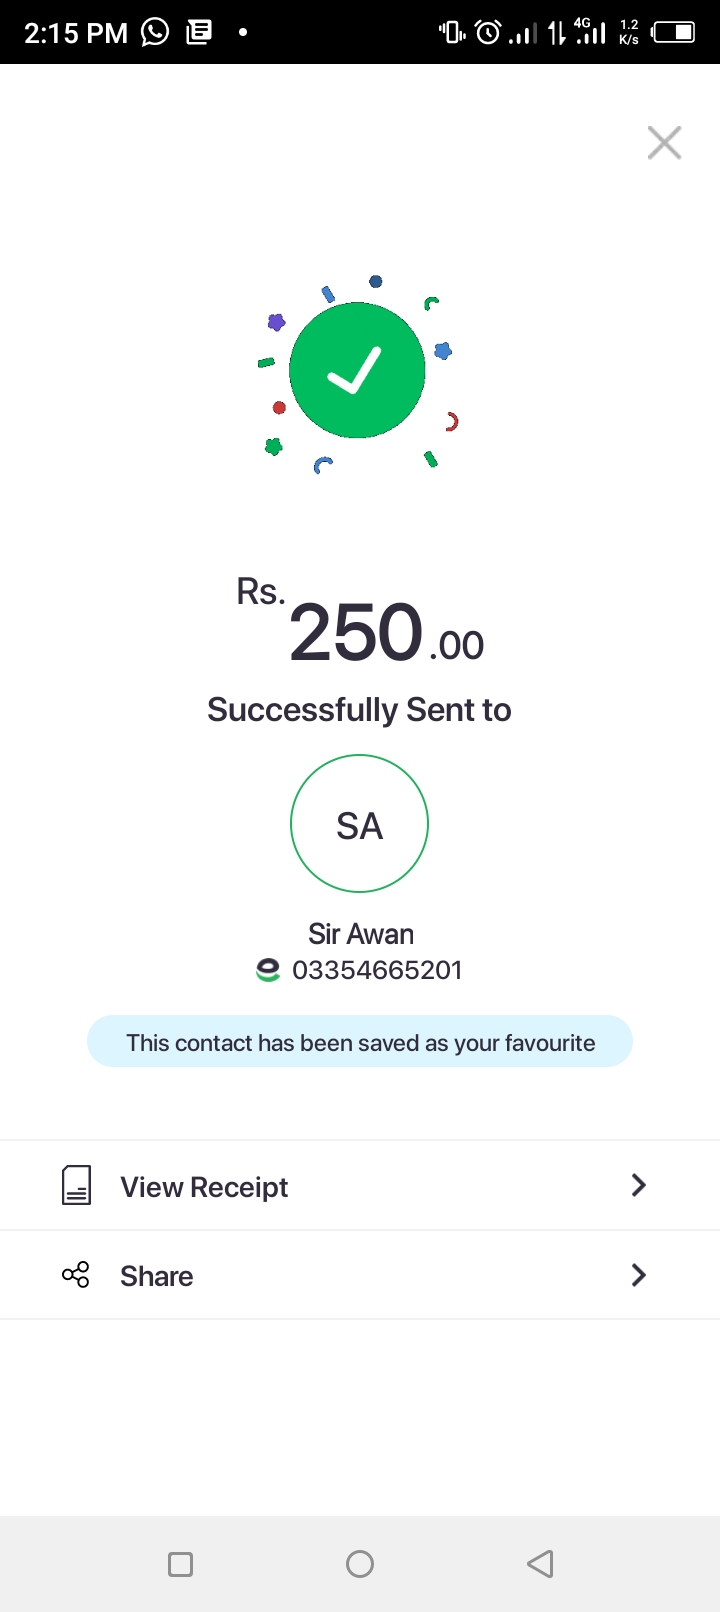 2:15 PM 4G 1.2 K/s
Rs. 250.00
Successfully Sent to
SA
Sir Awan
03354665201
This contact has been saved as your favourite
View Receipt
Share